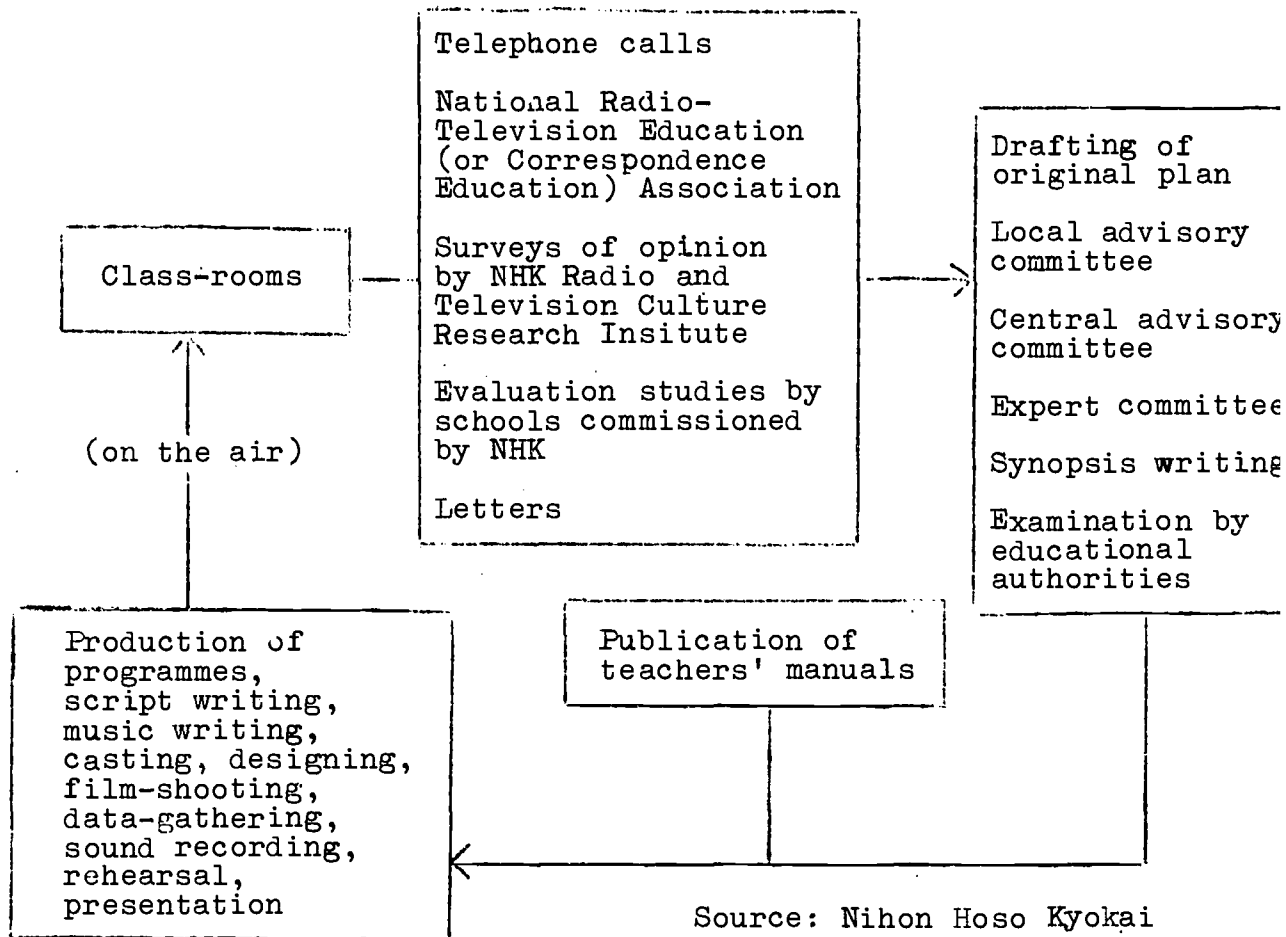 Telephone calls
National Radio-
Television Education
(or Correspondence
Education) Association
Surveys of opinion
by NHK Radio and
Television Culture
Research Insitute
Evaluation studies by
schools commissioned
by NHK
Letters
Drafting of
original plan
Local advisory
committee
Central advisory
committee
Expert committee
Synopsis writing
Examination by
educational
authorities
Class-rooms
(on the air)
Production of
programmes,
script writing,
music writing,
casting, designing,
film-shooting,
data-gathering,
sound recording,
rehearsal,
presentation
Publication of
teachers' manuals
Source: Nihon Hoso Kyokai